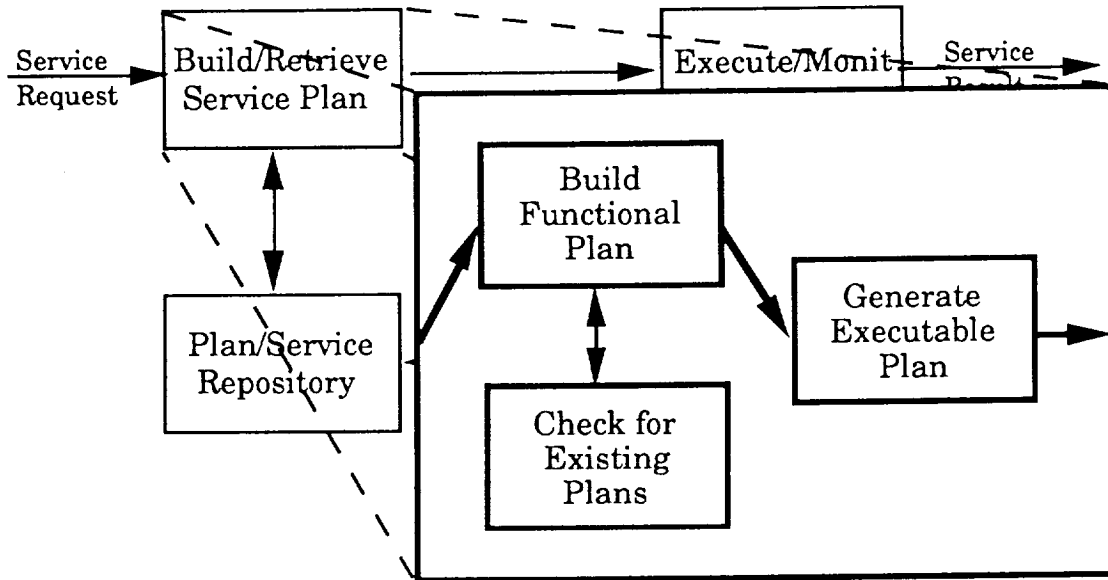 Service
Request
Build/Retrieve
Service Plan
Execute/Monit
Service
Plan/Service
Repository
Build
Functional
Plan
Check for
Existing
Plans
Generate
Executable
Plan